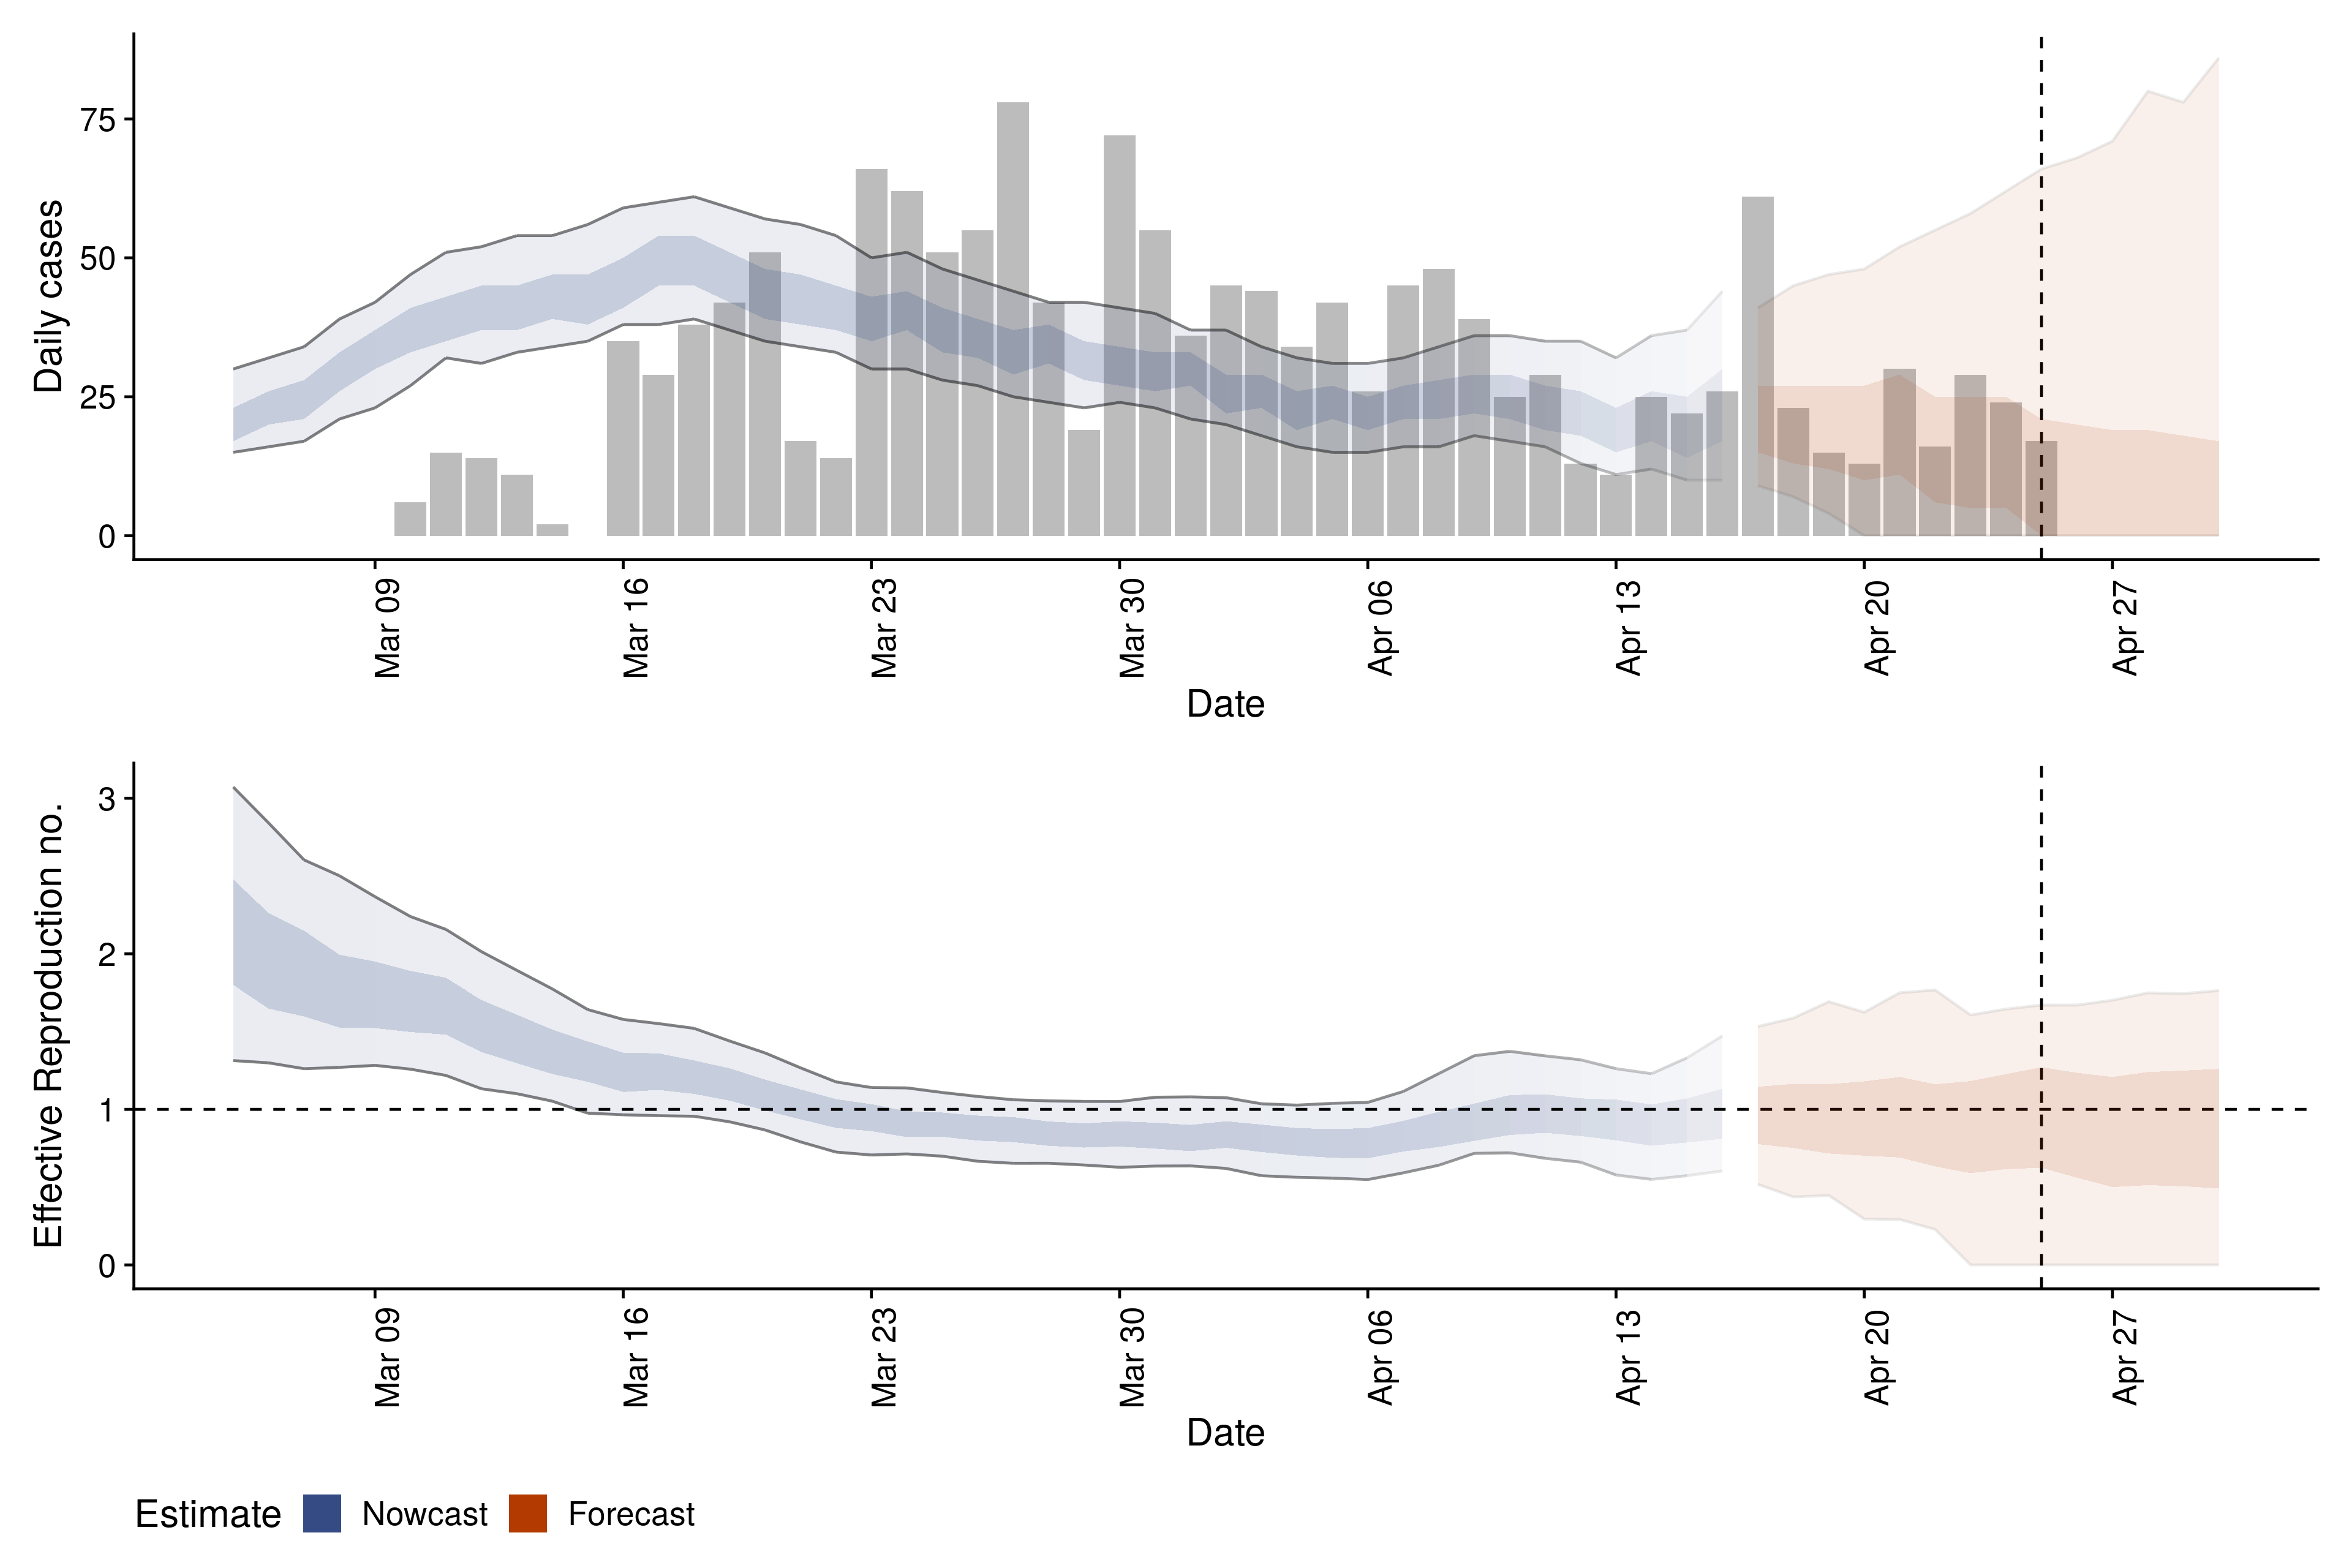 Daily cases
75
50
25
0
Mar 09
Mar 16
Mar 23
Mar 30
Apr 06
Apr 13
Apr 20
Apr 27
Date
Effective Reproduction no.
3
2
1
0
Mar 09
Mar 16
Mar 23
Mar 30
Apr 06
Apr 13
Apr 20
Apr 27
Date
Estimate Nowcast Forecast